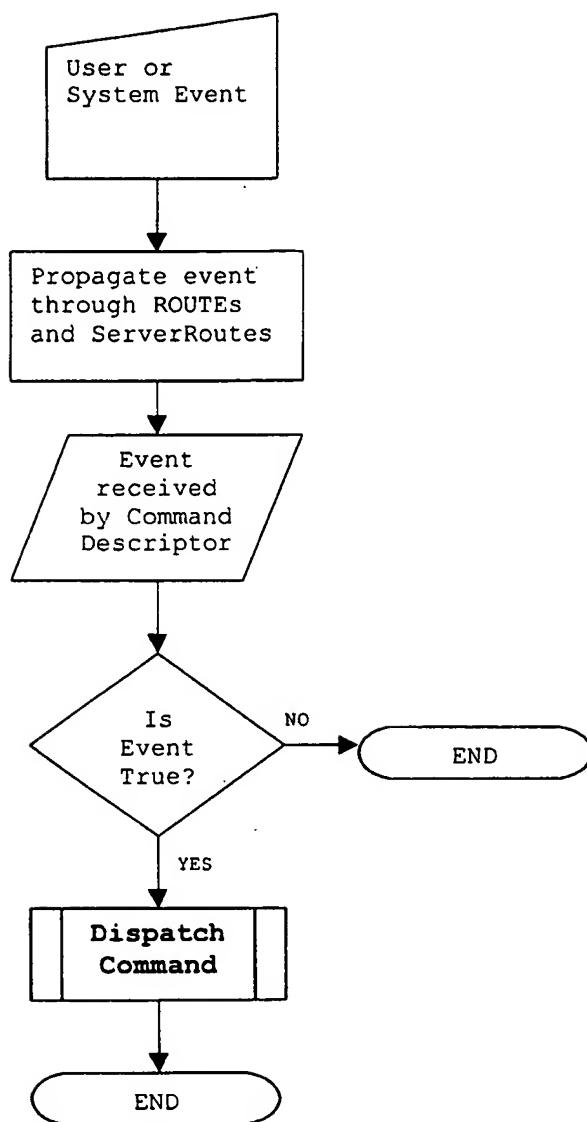 User or
System Event
Propagate event
through ROUTEs
and ServerRoutes
Event
received
by Command
Descriptor
Is
Event
True?
NO
END
YES
Dispatch
Command
END